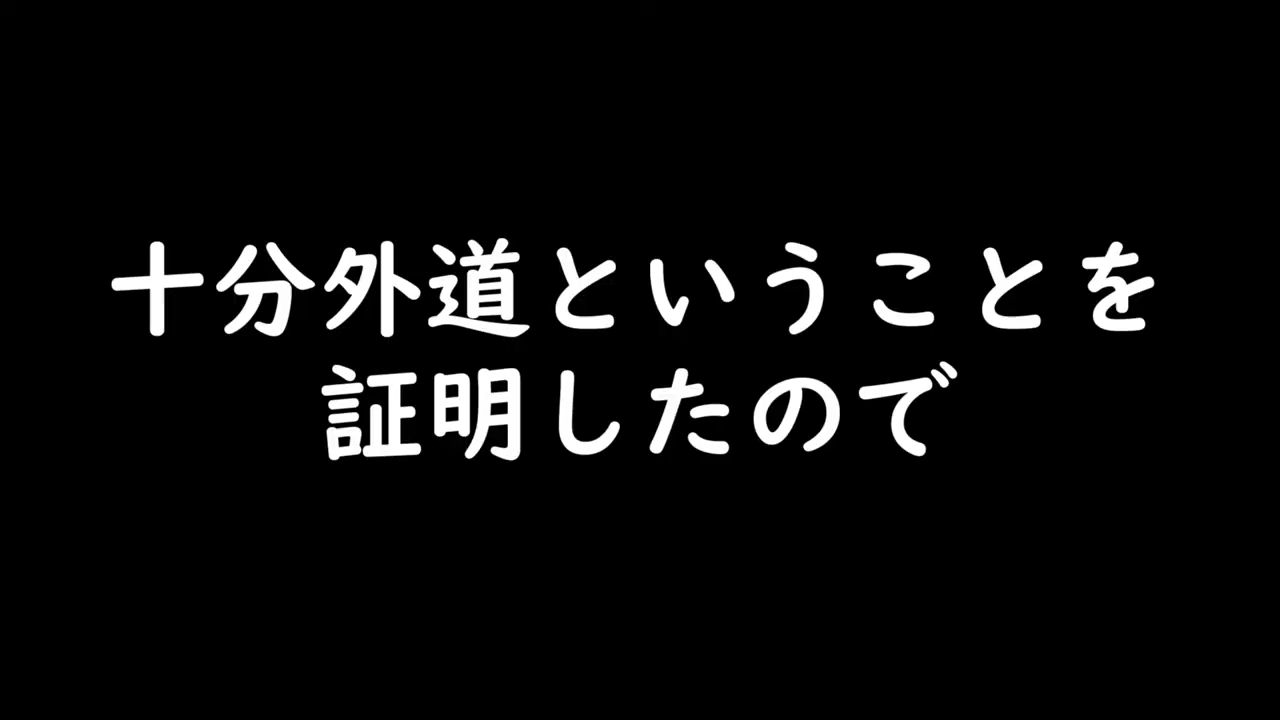 十分外道ということを
証明したので